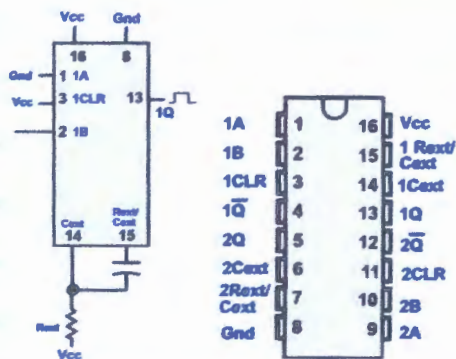 Vcc Gnd
16 8
Gnd 1 1A
Vcc 3 1CLR 13
1Q
2 1B
Cext Rext/
Cext
14 15
Rext
Vcc
1A 1 16 Vcc
1B 2 15 1 Rext/
Cext
1CLR 3 14 1Cext
1Q̅ 4 13 1Q
2Q 5 12 2Q̅
2Cext 6 11 2CLR
2Rext/
Cext 7 10 2B
Gnd 8 9 2A